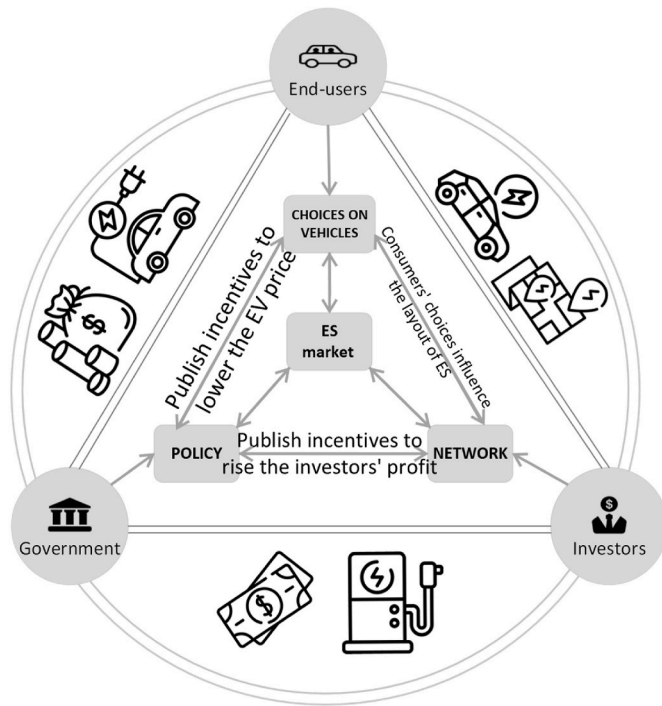 End-users
CHOICES ON
VEHICLES
Publish incentives to
lower the EV price
Consumers' choices influence
the layout of ES
ES
market
POLICY
Publish incentives to
rise the investors' profit
NETWORK
Government
Investors
$
$
$